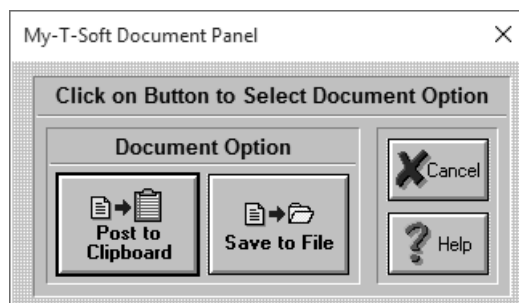 My-T-Soft Document Panel
Click on Button to Select Document Option
Document Option
Post to
Clipboard
Save to File
Cancel
Help